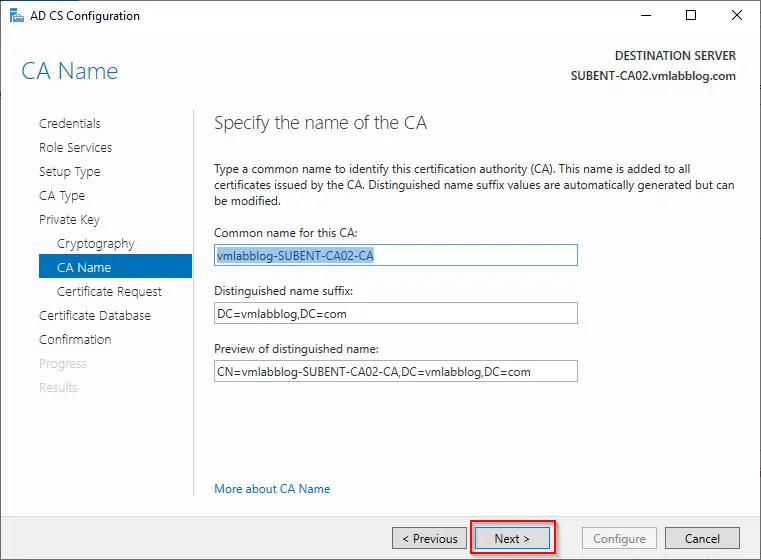 AD CS Configuration
CA Name
DESTINATION SERVER
SUBENT-CA02.vmlabblog.com
Credentials
Role Services
Setup Type
CA Type
Private Key
Cryptography
CA Name
Certificate Request
Certificate Database
Confirmation
Progress
Results
Specify the name of the CA
Type a common name to identify this certification authority (CA). This name is added to all
certificates issued by the CA. Distinguished name suffix values are automatically generated but can
be modified.
Common name for this CA:
vmlabblog-SUBENT-CA02-CA
Distinguished name suffix:
DC=vmlabblog,DC=com
Preview of distinguished name:
CN=vmlabblog-SUBENT-CA02-CA,DC=vmlabblog,DC=com
More about CA Name
< Previous
Next >
Configure
Cancel